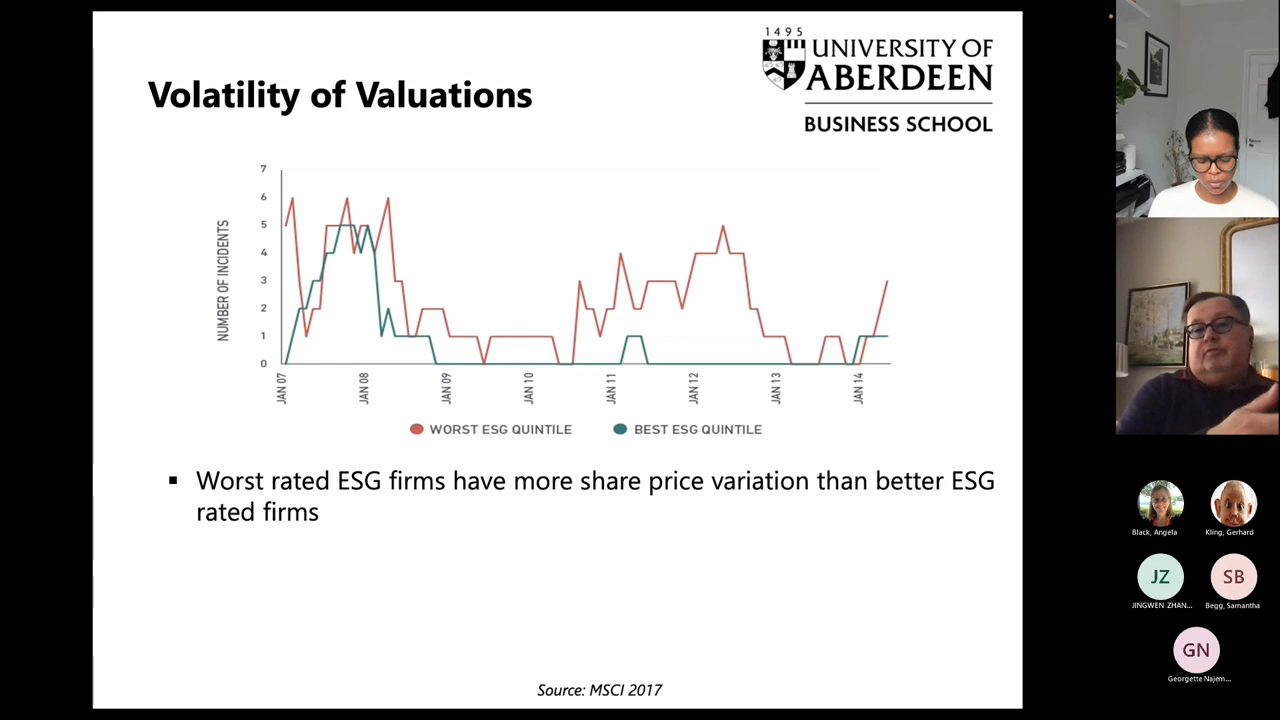 1495
UNIVERSITY OF
ABERDEEN
BUSINESS SCHOOL
Volatility of Valuations
NUMBER OF INCIDENTS
7
6
5
4
3
2
1
0
JAN 07
JAN 08
JAN 09
JAN 10
JAN 11
JAN 12
JAN 13
JAN 14
WORST ESG QUINTILE
BEST ESG QUINTILE
▪ Worst rated ESG firms have more share price variation than better ESG
rated firms
Source: MSCI 2017
Black, Angela
Kling, Gerhard
JZ
JINGWEN ZHAN...
SB
Begg, Samantha
GN
Georgette Najem...